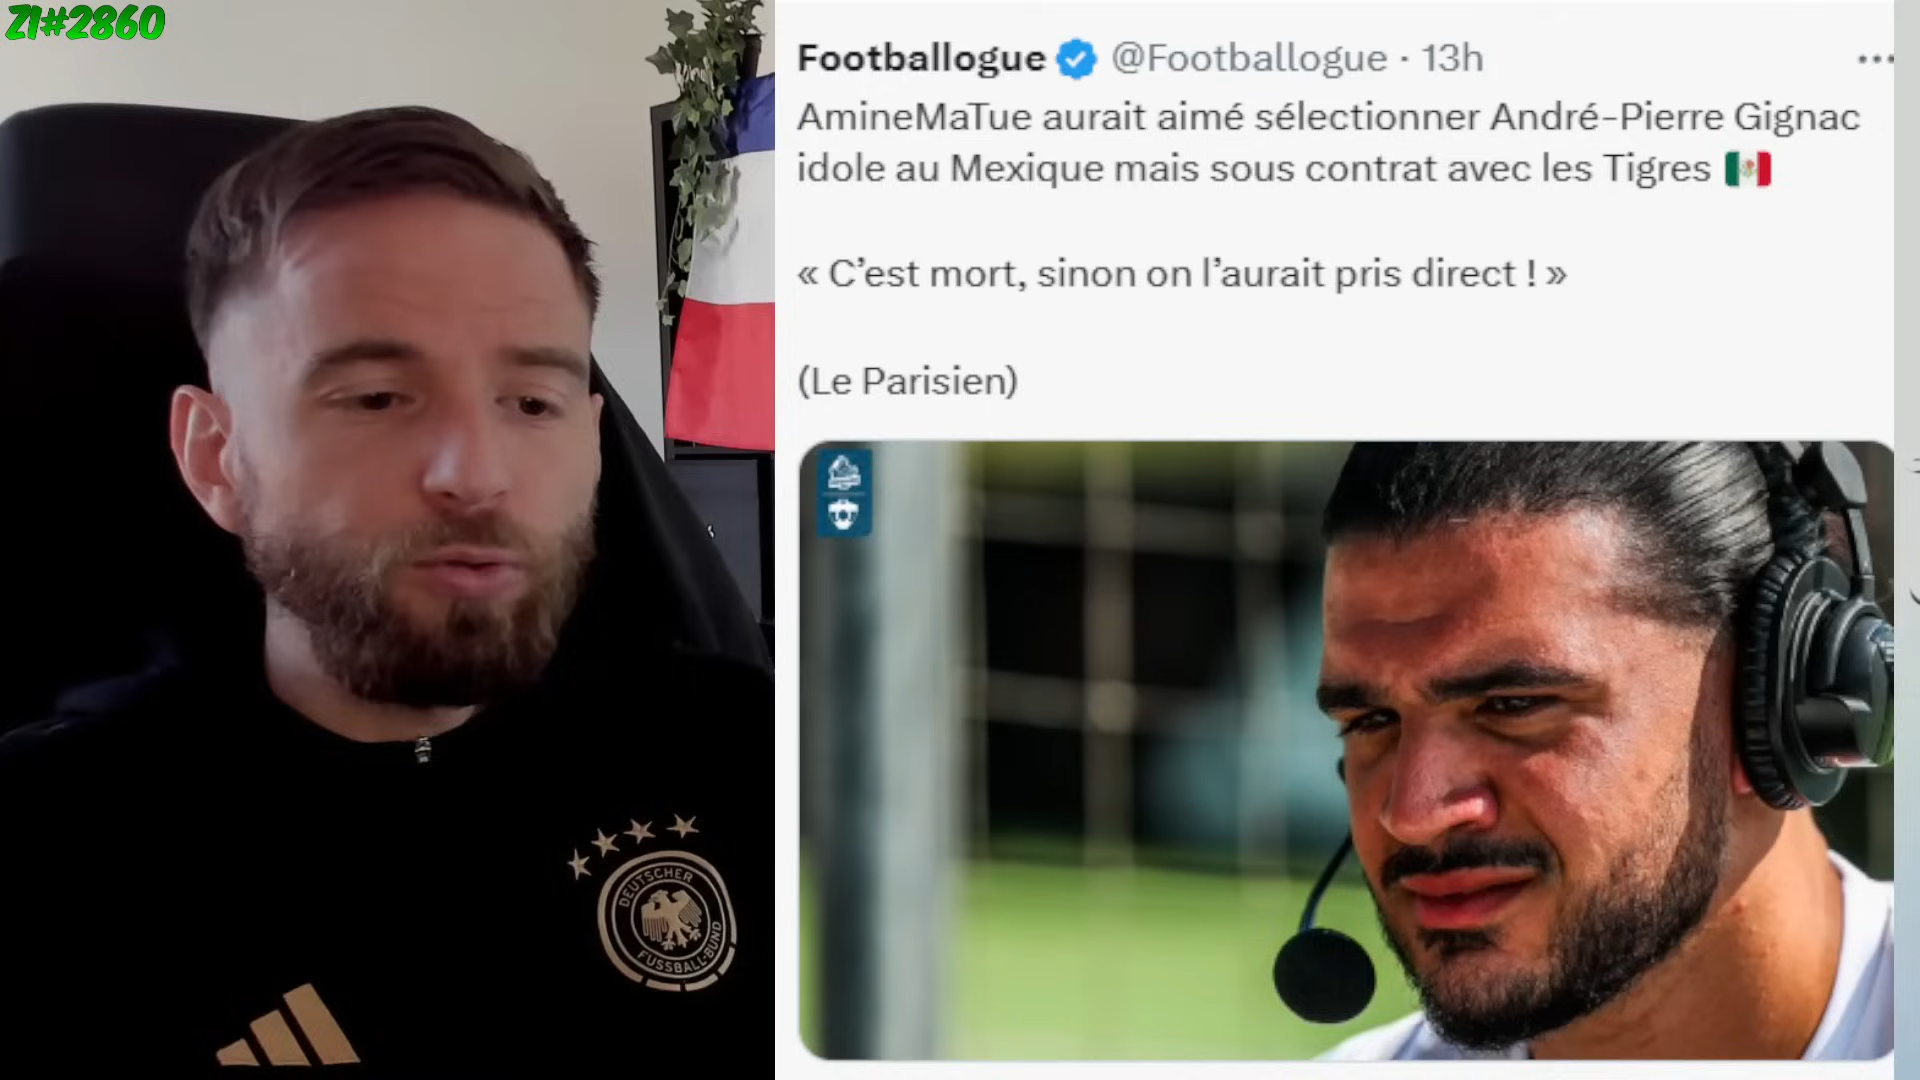 Z1#2860
Footballogue @Footballogue · 13h
AmineMaTue aurait aimé sélectionner André-Pierre Gignac
idole au Mexique mais sous contrat avec les Tigres
« C’est mort, sinon on l’aurait pris direct ! »
(Le Parisien)
DEUTSCHER
FUSSBALL-BUND